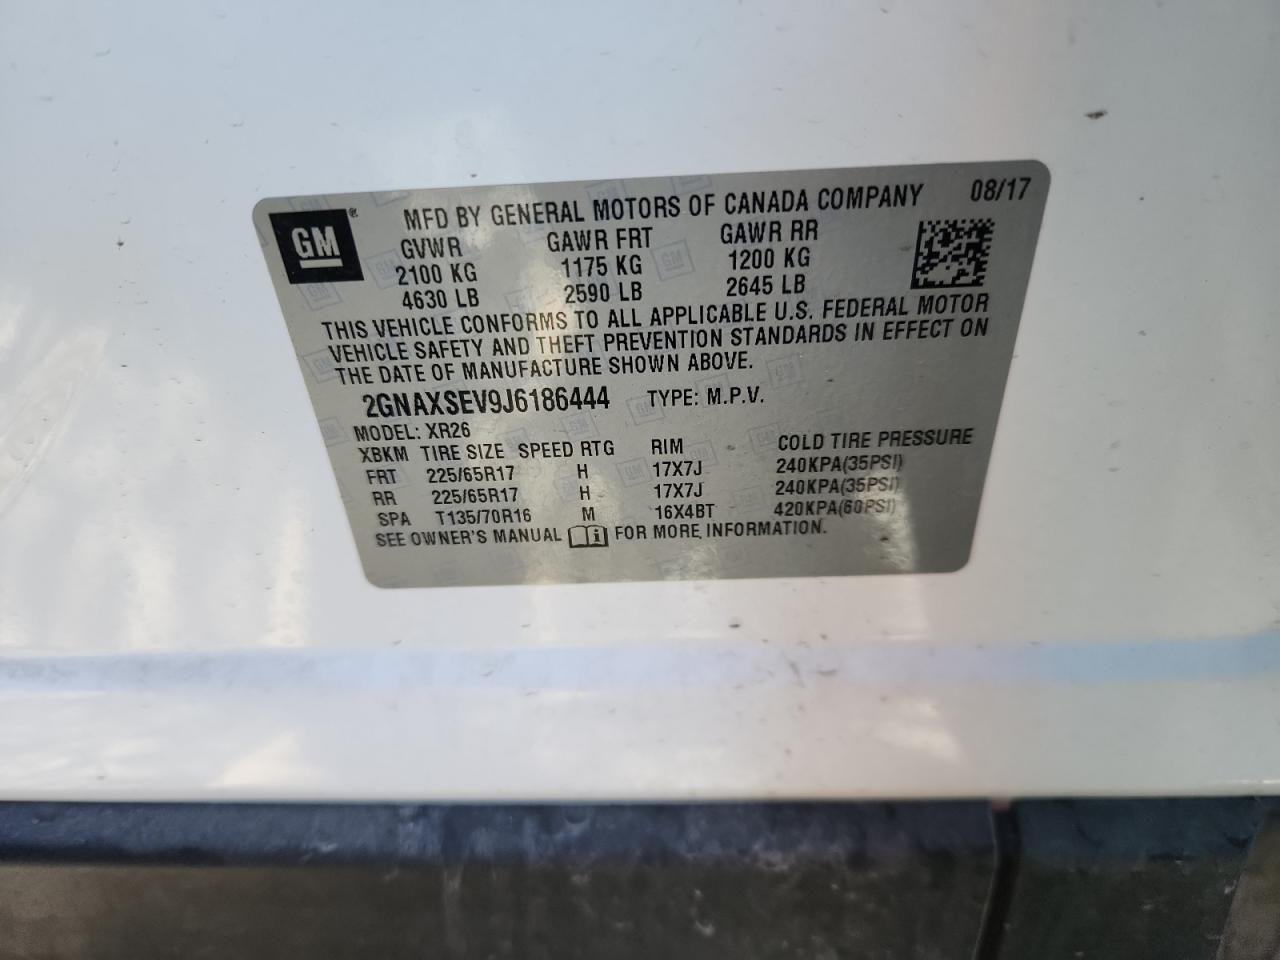 GM ® MFD BY GENERAL MOTORS OF CANADA COMPANY 08/17
GVWR GAWR FRT GAWR RR
2100 KG 1175 KG 1200 KG
4630 LB 2590 LB 2645 LB
THIS VEHICLE CONFORMS TO ALL APPLICABLE U.S. FEDERAL MOTOR
VEHICLE SAFETY AND THEFT PREVENTION STANDARDS IN EFFECT ON
THE DATE OF MANUFACTURE SHOWN ABOVE.
2GNAXSEV9J6186444 TYPE: M.P.V.
MODEL: XR26
XBKM TIRE SIZE SPEED RTG RIM COLD TIRE PRESSURE
FRT 225/65R17 H 17X7J 240KPA(35PSI)
RR 225/65R17 H 17X7J 240KPA(35PSI)
SPA T135/70R16 M 16X4BT 420KPA(60PSI)
SEE OWNER'S MANUAL i FOR MORE INFORMATION.